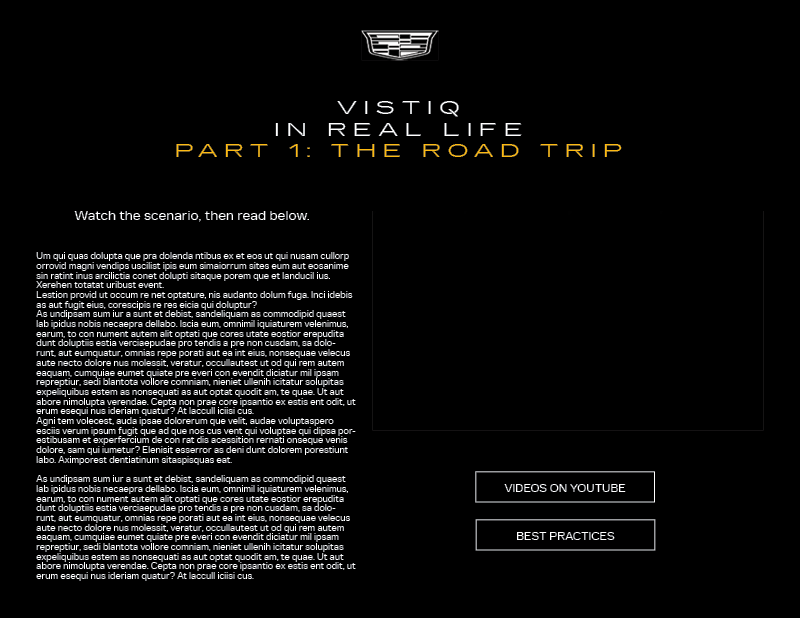 VISTIQ
IN REAL LIFE
PART 1: THE ROAD TRIP
Watch the scenario, then read below.
Um qui quas dolupta que pra dolenda ntibus ex et eos ut qui nusam cullorp
orrovid magni vendips uscilist ipis eum simaiorrum sites eum aut eosanime
sin ratint inus arcilictia conet dolupti sitaque porem que et landucil ius.
Xerehen totatat uribust event.
Lestion provid ut occum re net optature, nis audanto dolum fuga. Inci idebis
as aut fugit eius, corescipis re res eicia qui doluptur?
As undipsam sum iur a sunt et debist, sandeliquam as commodipid quaest
lab ipidus nobis necaepra dellabo. Iscia eum, omnimil iquiaturem velenimus,
earum, to con nument autem alit optati que cores utate eostior erepudita
dunt doluptiis estia verciaepudae pro tendis a pre non cusdam, sa dolo-
runt, aut eumquatur, omnias repe porati aut ea int eius, nonsequae velecus
aute necto dolore nus molessit, veratur, occullautest ut od qui rem autem
eaquam, cumquiae eumet quiate pre everi con evendit diciatur mil ipsam
repreptiur, sedi blantota vollore comniam, nieniet ullenih icitatur solupitas
expeliquibus estem as nonsequati as aut optat quodit am, te quae. Ut aut
abore nimolupta verendae. Cepta non prae core ipsantio ex estis ent odit, ut
erum esequi nus ideriam quatur? At laccull iciisi cus.
Agni tem volecest, auda ipsae dolorerum que velit, audae voluptaspero
esciis verum ipsum fugit que ad que nos cus vent qui voluptae qui dipsa por-
estibusam et experfercium de con rat dis acessition rernati onseque venis
dolore, sam qui iumetur? Elenisit esserror as deni dunt dolorem porestiunt
labo. Aximporest dentiatinum sitaspisquas eat.
As undipsam sum iur a sunt et debist, sandeliquam as commodipid quaest
lab ipidus nobis necaepra dellabo. Iscia eum, omnimil iquiaturem velenimus,
earum, to con nument autem alit optati que cores utate eostior erepudita
dunt doluptiis estia verciaepudae pro tendis a pre non cusdam, sa dolo-
runt, aut eumquatur, omnias repe porati aut ea int eius, nonsequae velecus
aute necto dolore nus molessit, veratur, occullautest ut od qui rem autem
eaquam, cumquiae eumet quiate pre everi con evendit diciatur mil ipsam
repreptiur, sedi blantota vollore comniam, nieniet ullenih icitatur solupitas
expeliquibus estem as nonsequati as aut optat quodit am, te quae. Ut aut
abore nimolupta verendae. Cepta non prae core ipsantio ex estis ent odit, ut
erum esequi nus ideriam quatur? At laccull iciisi cus.
VIDEOS ON YOUTUBE
BEST PRACTICES